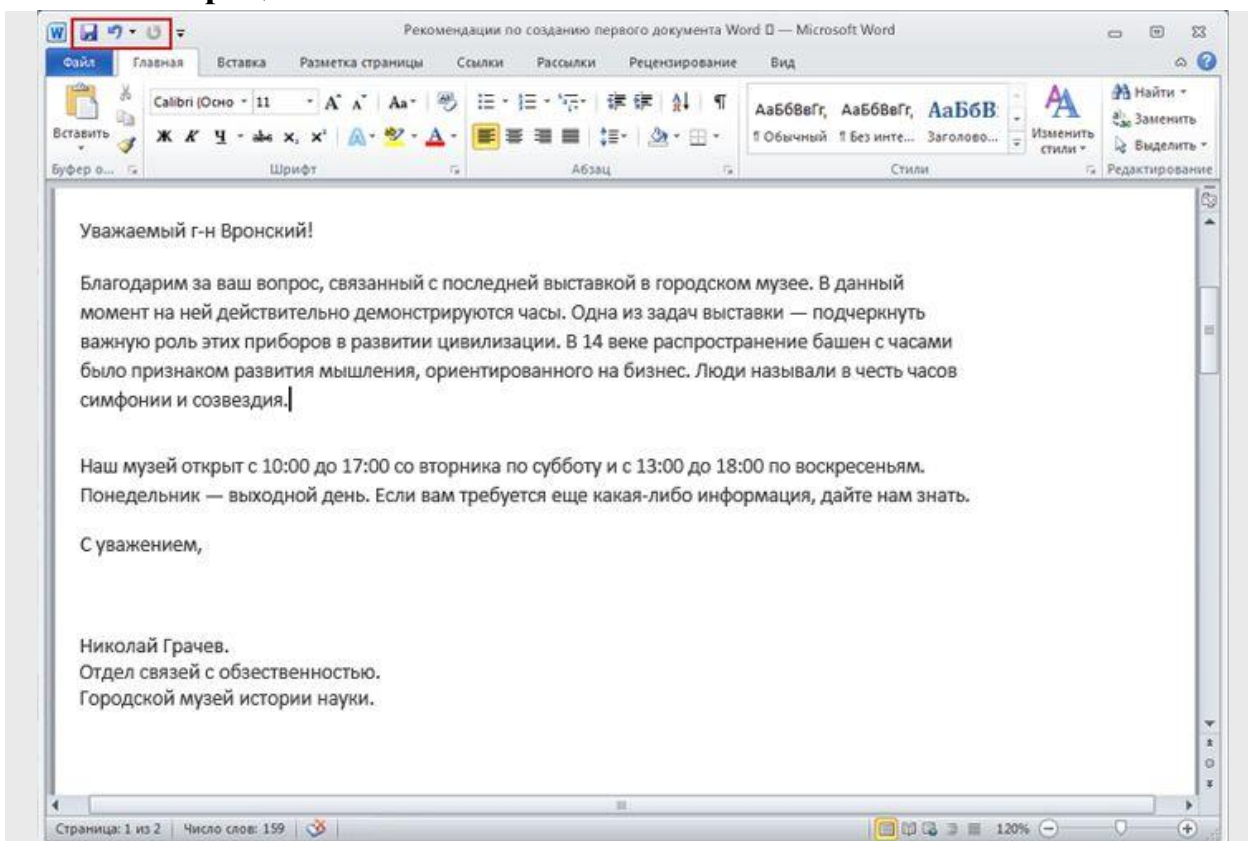 Рекомендации по созданию первого документа Word — Microsoft Word
Файл Главная Вставка Разметка страницы Ссылки Рассылки Рецензирование Вид
Calibri (Осно 11 Аа АаБбВвГг, АаБбВвГг, АаБбВ Найти
Заменить
Вставить Ж К Ч abc x, x² А 1 Обычный 1 Без инте... Заголово... Изменить стили Выделить
Буфер о... Шрифт Абзац Стили Редактирование
Уважаемый г-н Вронский!
Благодарим за ваш вопрос, связанный с последней выставкой в городском музее. В данный
момент на ней действительно демонстрируются часы. Одна из задач выставки — подчеркнуть
важную роль этих приборов в развитии цивилизации. В 14 веке распространение башен с часами
было признаком развития мышления, ориентированного на бизнес. Люди называли в честь часов
симфонии и созвездия.
Наш музей открыт с 10:00 до 17:00 со вторника по субботу и с 13:00 до 18:00 по воскресеньям.
Понедельник — выходной день. Если вам требуется еще какая-либо информация, дайте нам знать.
С уважением,
Николай Грачев.
Отдел связей с обзественностью.
Городской музей истории науки.
Страница: 1 из 2 Число слов: 159 120%